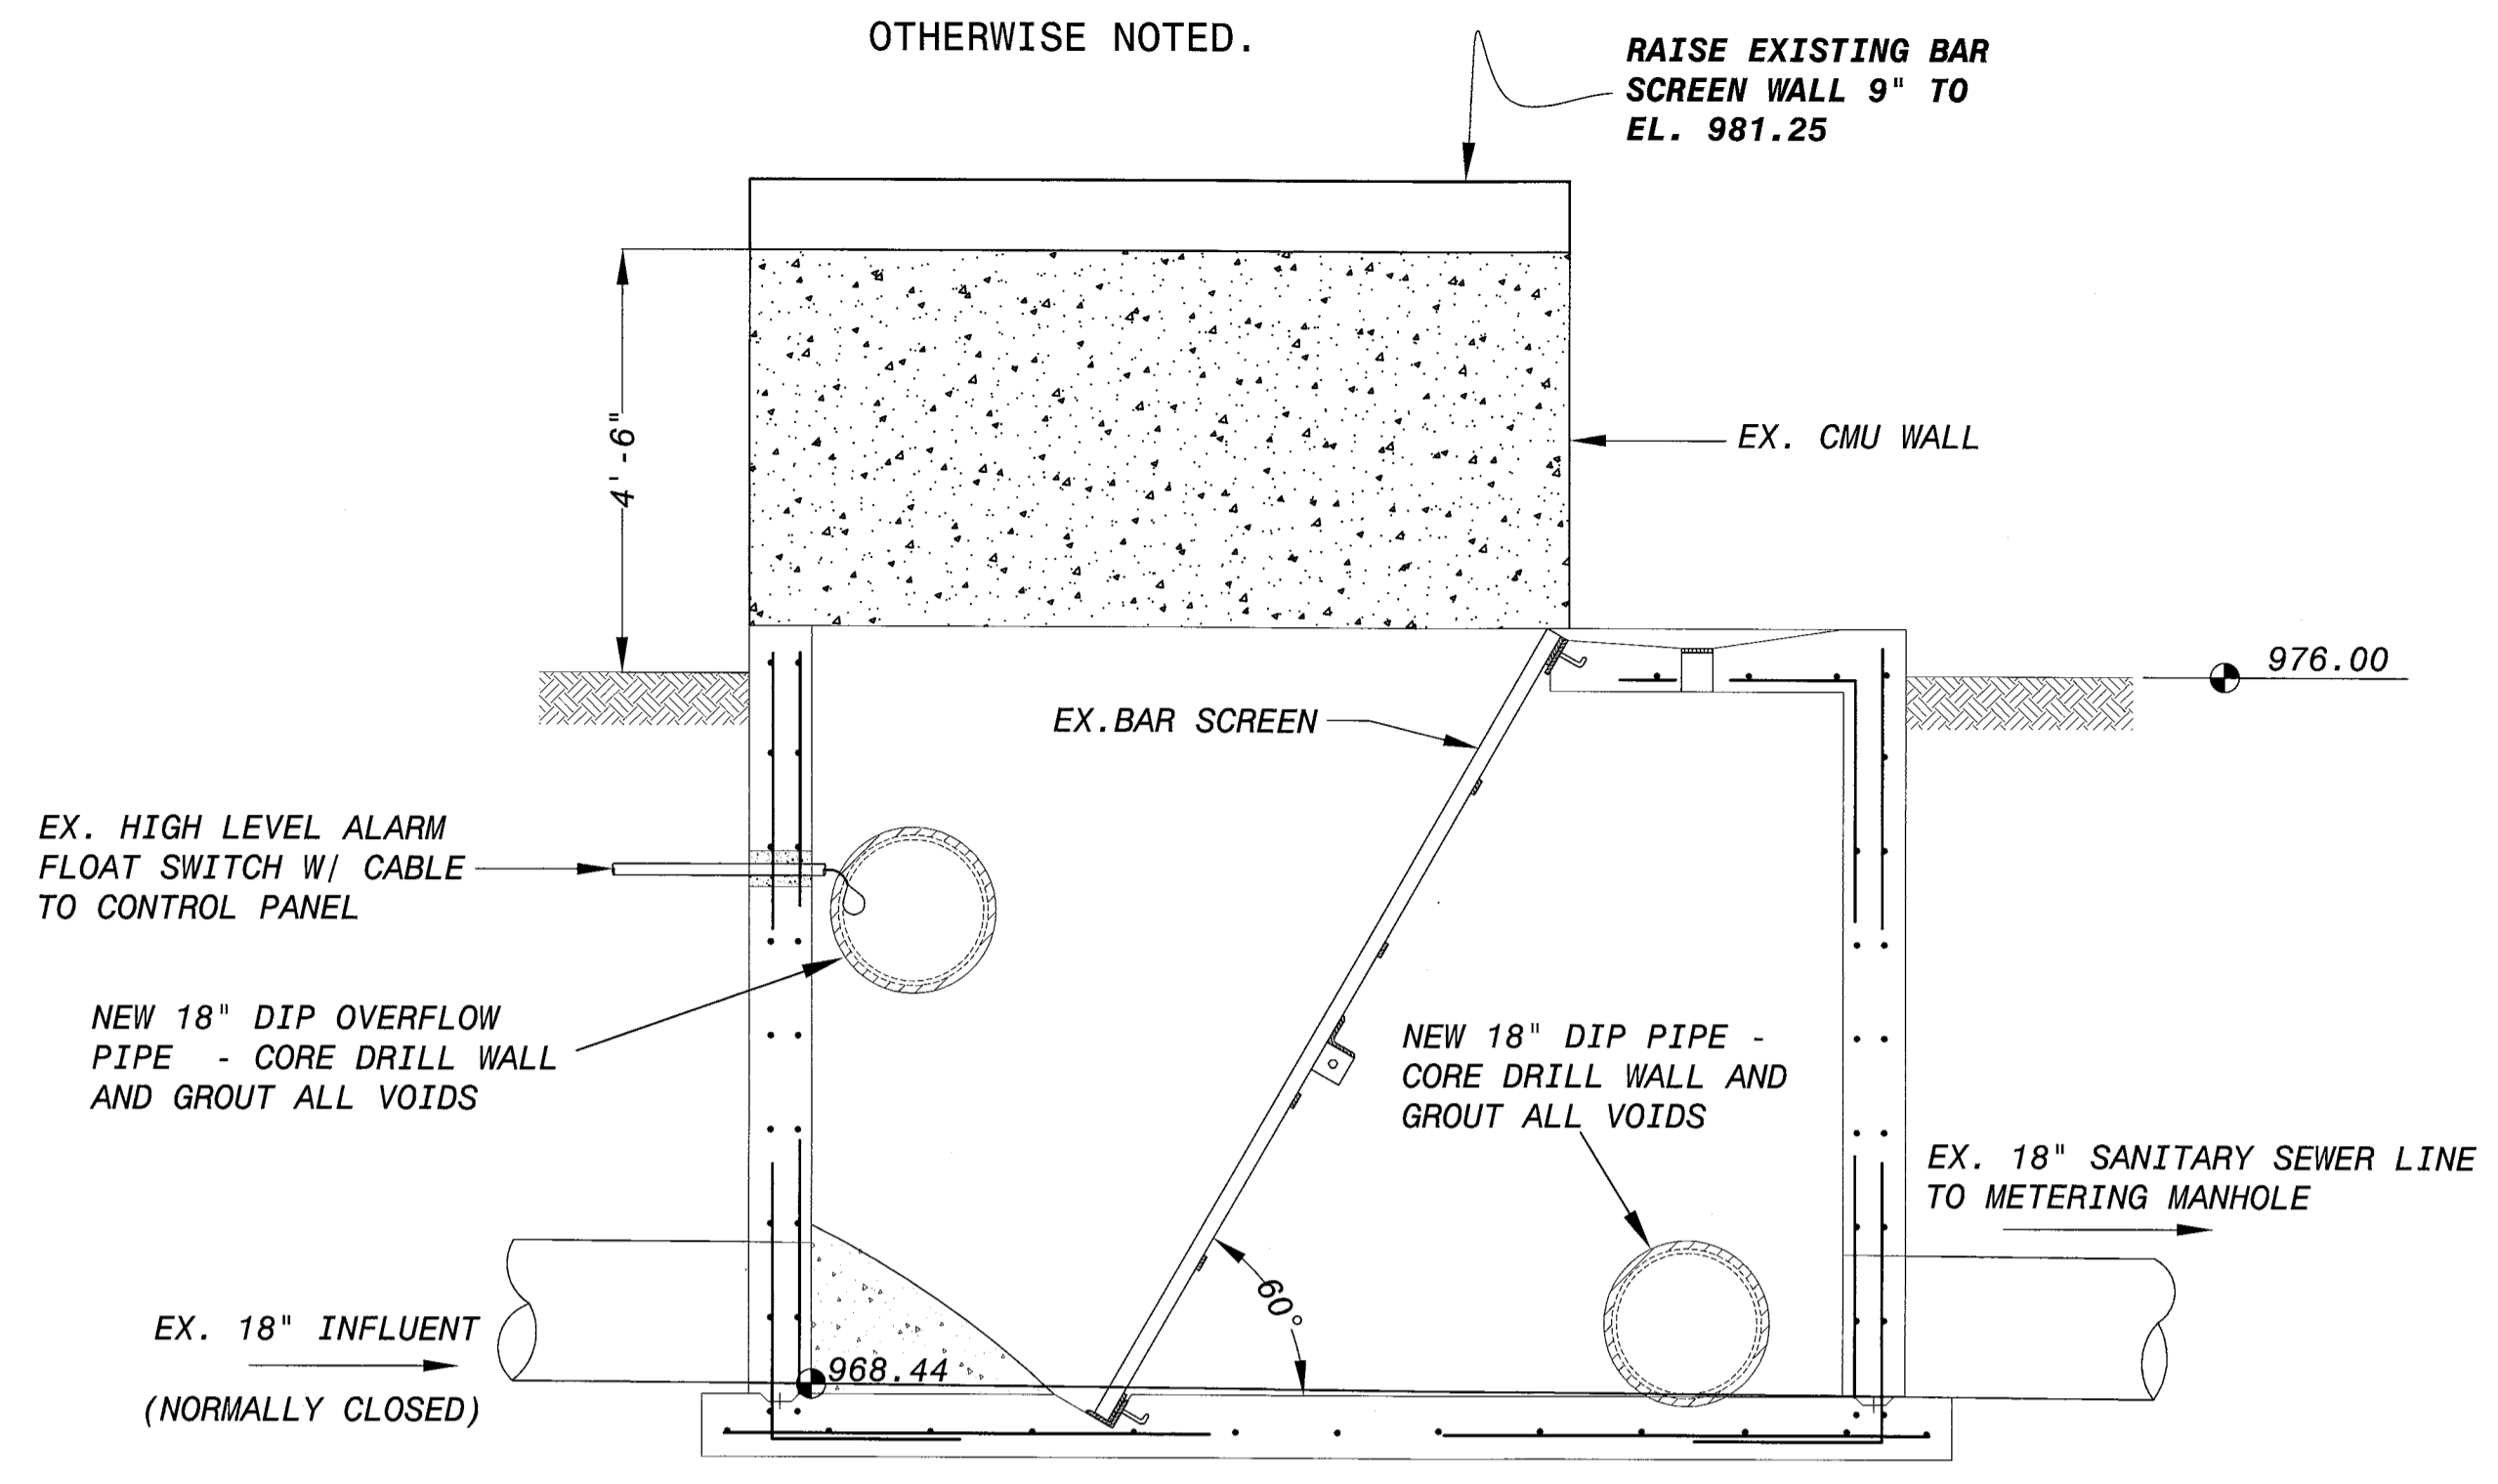 OTHERWISE NOTED.
RAISE EXISTING BAR
SCREEN WALL 9" TO
EL. 981.25
4'-6"
EX. CMU WALL
976.00
EX.BAR SCREEN
EX. HIGH LEVEL ALARM
FLOAT SWITCH W/ CABLE
TO CONTROL PANEL
NEW 18" DIP OVERFLOW
PIPE - CORE DRILL WALL
AND GROUT ALL VOIDS
NEW 18" DIP PIPE -
CORE DRILL WALL AND
GROUT ALL VOIDS
EX. 18" SANITARY SEWER LINE
TO METERING MANHOLE
60°
EX. 18" INFLUENT
(NORMALLY CLOSED)
968.44